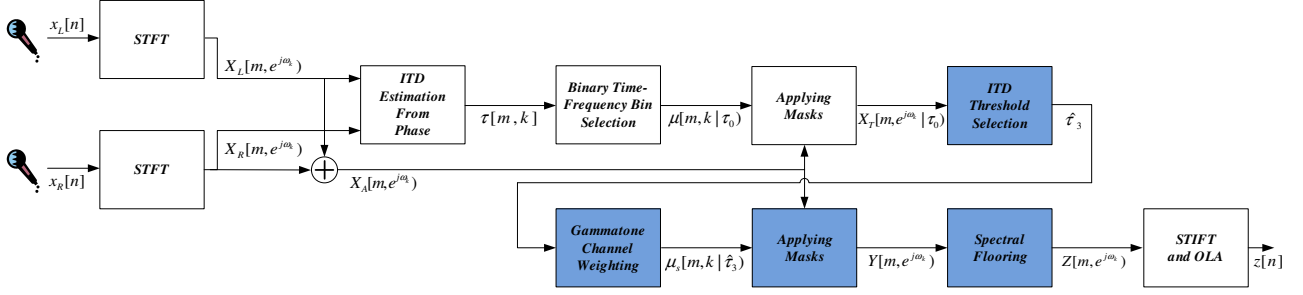 x_L[n]
STFT
X_L[m, e^{jω_k})
ITD
Estimation
From
Phase
τ[m, k]
Binary Time-
Frequency Bin
Selection
μ[m, k | τ_0)
Applying
Masks
X_T[m, e^{jω_k} | τ_0)
ITD
Threshold
Selection
τ̂_3
x_R[n]
STFT
X_R[m, e^{jω_k})
+
X_A[m, e^{jω_k})
Gammatone
Channel
Weighting
μ_s[m, k | τ̂_3)
Applying
Masks
Y[m, e^{jω_k})
Spectral
Flooring
Z[m, e^{jω_k})
STIFT
and OLA
z[n]